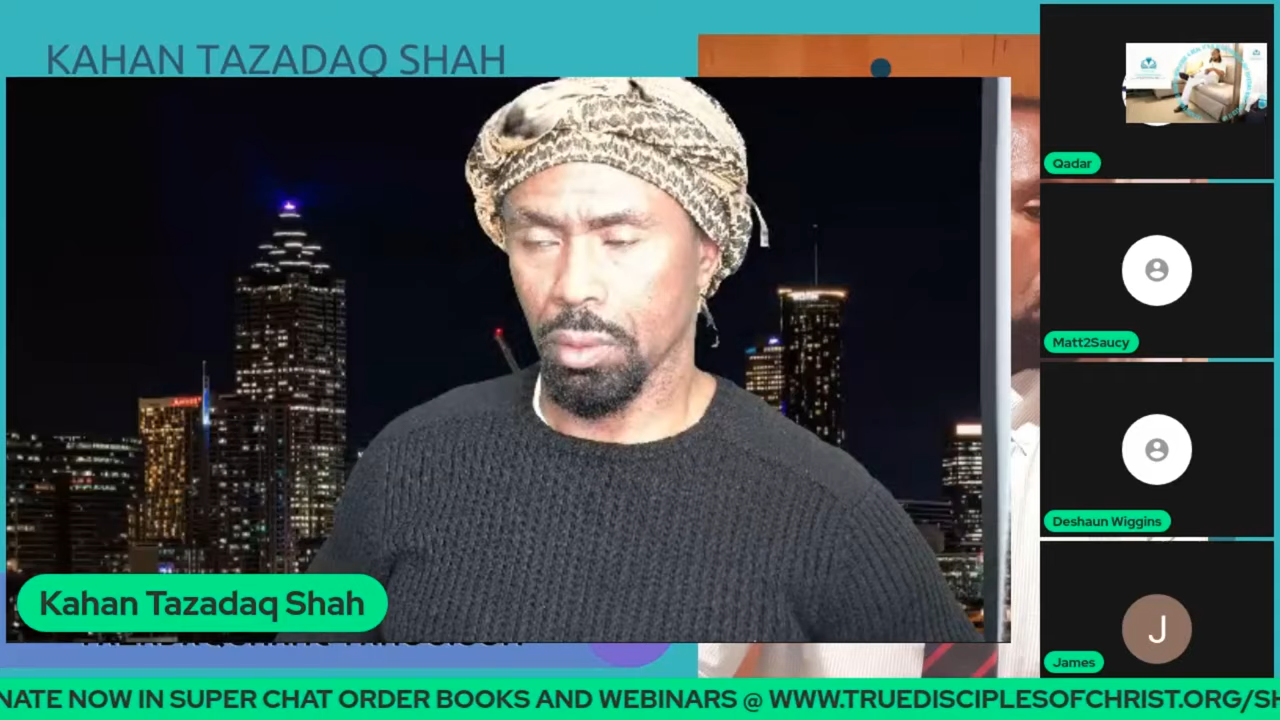 KAHAN TAZADAQ SHAH
Qadar
Matt2Saucy
Deshaun Wiggins
J
James
Kahan Tazadaq Shah
NATE NOW IN SUPER CHAT ORDER BOOKS AND WEBINARS @ WWW.TRUEDISCIPLESOFCHRIST.ORG/SH